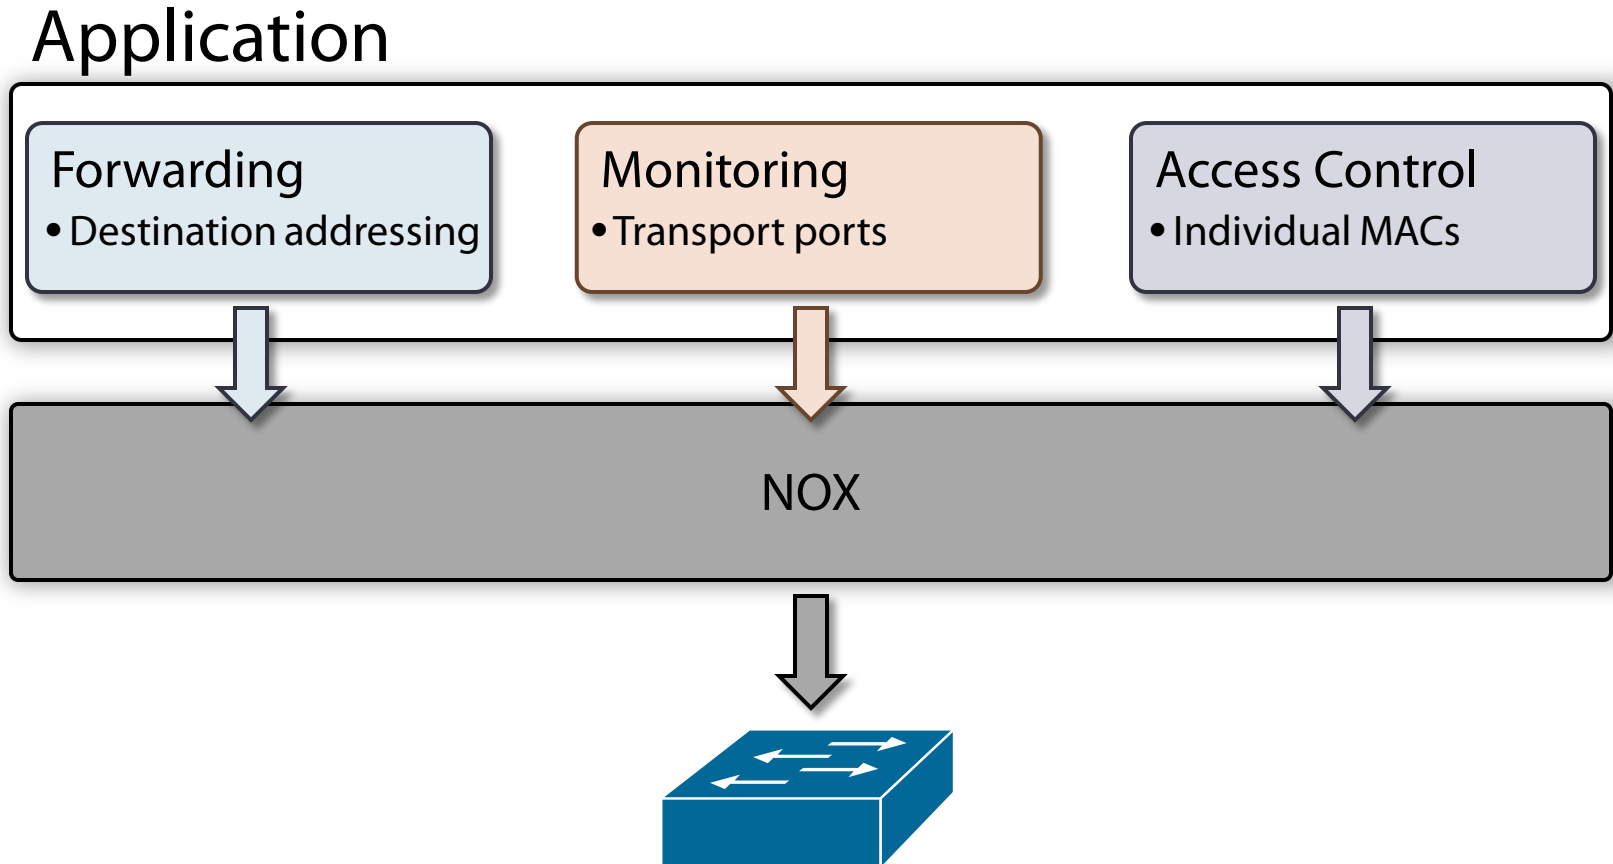 Application
Forwarding
• Destination addressing
Monitoring
• Transport ports
Access Control
• Individual MACs
NOX